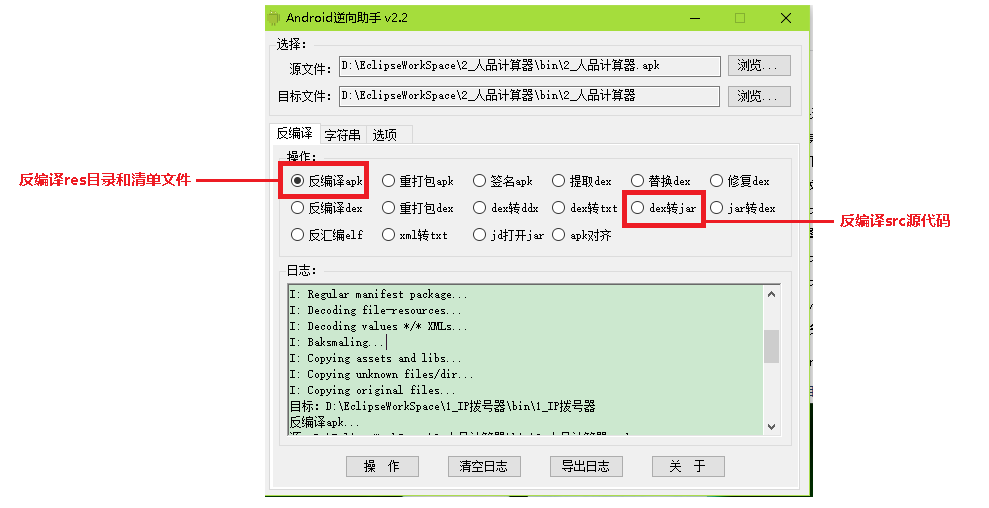 Android逆向助手 v2.2
选择：
源文件： D:\EclipseWorkSpace\2_人品计算器\bin\2_人品计算器.apk 浏览...
目标文件： D:\EclipseWorkSpace\2_人品计算器\bin\2_人品计算器 浏览...
反编译 字符串 选项
操作：
反编译res目录和清单文件
反编译apk 重打包apk 签名apk 提取dex 替换dex 修复dex
反编译dex 重打包dex dex转ddx dex转txt dex转jar jar转dex
反编译src源代码
反汇编elf xml转txt jd打开jar apk对齐
日志：
I: Regular manifest package...
I: Decoding file-resources...
I: Decoding values */* XMLs...
I: Baksmaling...
I: Copying assets and libs...
I: Copying unknown files/dir...
I: Copying original files...
目标：D:\EclipseWorkSpace\1_IP拨号器\bin\1_IP拨号器
反编译apk...
操 作 清空日志 导出日志 关 于